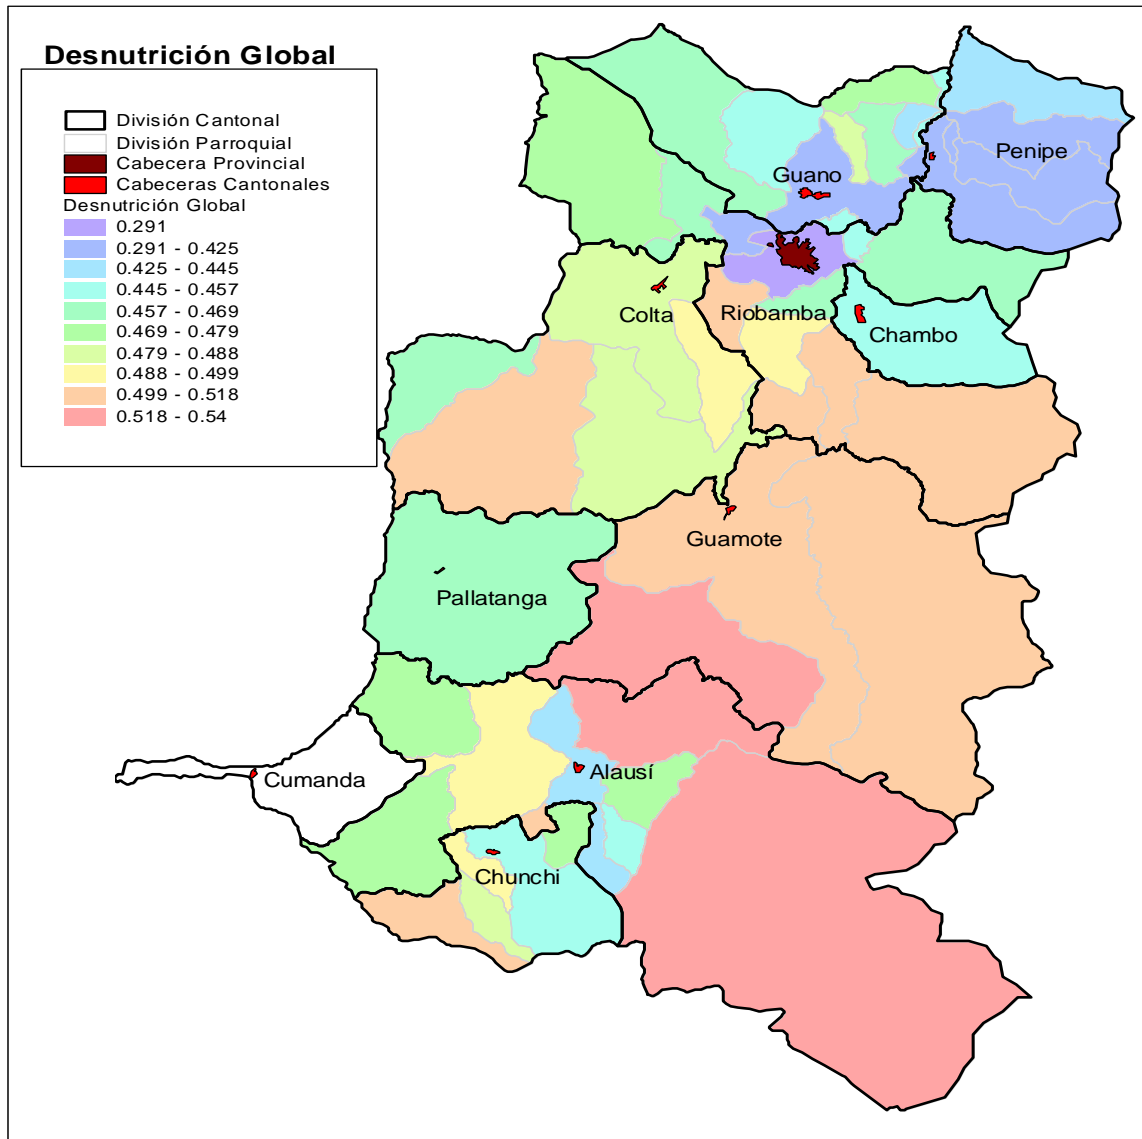 Desnutrición Global
División Cantonal
División Parroquial
Cabecera Provincial
Cabeceras Cantonales
Desnutrición Global
0.291
0.291 - 0.425
0.425 - 0.445
0.445 - 0.457
0.457 - 0.469
0.469 - 0.479
0.479 - 0.488
0.488 - 0.499
0.499 - 0.518
0.518 - 0.54
Penipe
Guano
Colta
Riobamba
Chambo
Guamote
Pallatanga
Alausí
Cumanda
Chunchi